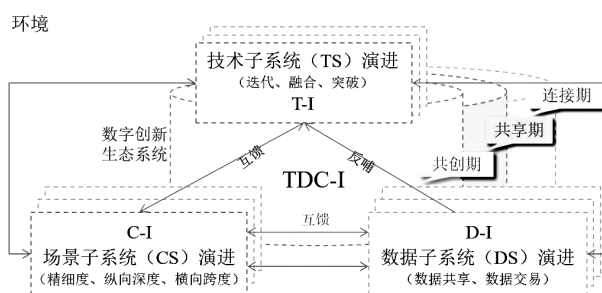 环境
技术子系统（TS）演进
（迭代、融合、突破）
T-I
连接期
共享期
共创期
数字创新
生态系统
互馈
反哺
TDC-I
互馈
C-I
场景子系统（CS）演进
（精细度、纵向深度、横向跨度）
D-I
数据子系统（DS）演进
（数据共享、数据交易）